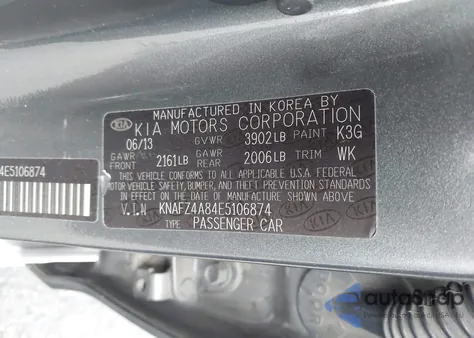 MANUFACTURED IN KOREA BY
KIA KIA MOTORS CORPORATION
06/13 GVWR 3902LB PAINT K3G
GAWR FRONT 2161LB GAWR REAR 2006LB TRIM WK
THIS VEHICLE CONFORMS TO ALL APPLICABLE U.S.A FEDERAL
MOTOR VEHICLE SAFETY, BUMPER, AND THEFT PREVENTION
STANDARDS IN EFFECT ON THE DATE OF MANUFACTURE
SHOWN ABOVE.
V.I.N KNAFZ4A84E5106874
TYPE PASSENGER CAR
4E5106874
autoSnap